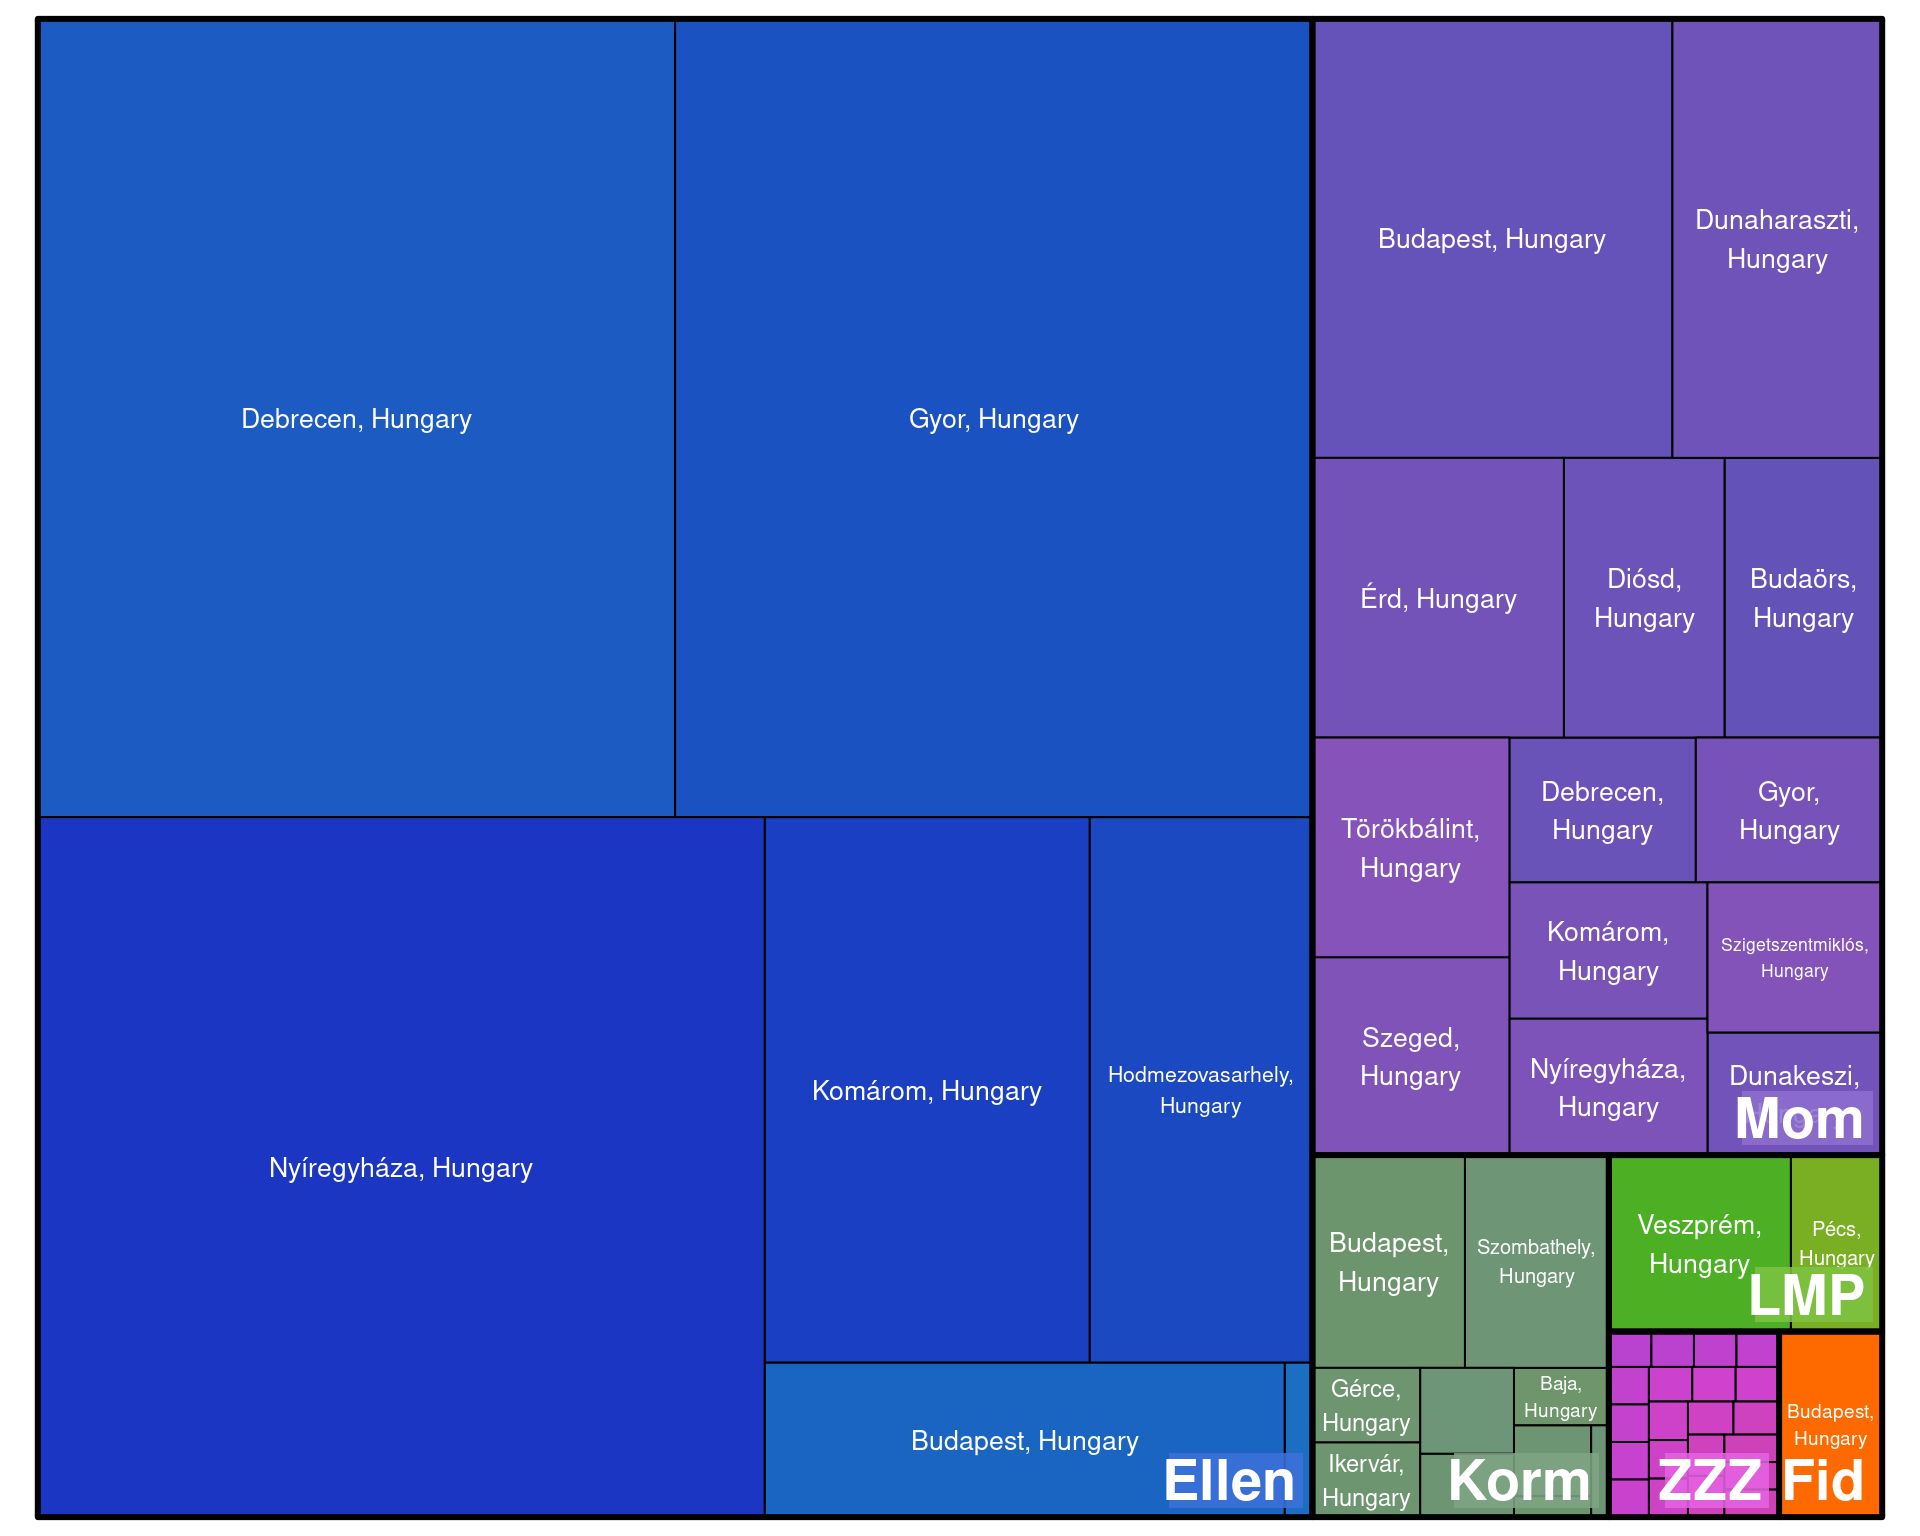 Debrecen, Hungary
Gyor, Hungary
Nyíregyháza, Hungary
Komárom, Hungary
Hodmezovasarhely,
Hungary
Budapest, Hungary
Ellen
Budapest, Hungary
Dunaharaszti,
Hungary
Érd, Hungary
Diósd,
Hungary
Budaörs,
Hungary
Törökbálint,
Hungary
Debrecen,
Hungary
Gyor,
Hungary
Komárom,
Hungary
Szigetszentmiklós,
Hungary
Szeged,
Hungary
Nyíregyháza,
Hungary
Dunakeszi,
Mom
Budapest,
Hungary
Szombathely,
Hungary
Gérce,
Hungary
Baja,
Hungary
Ikervár,
Hungary
Korm
Veszprém,
Hungary
Pécs,
Hungary
LMP
ZZZ
Budapest,
Hungary
Fid